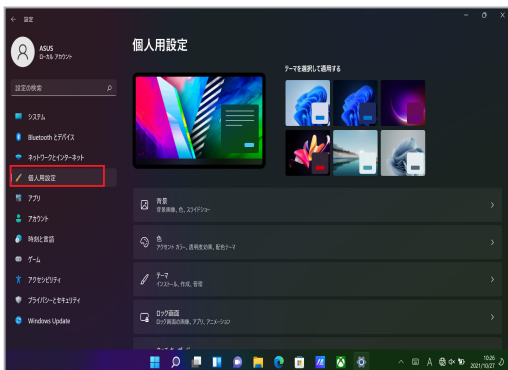 設定
ASUS
ローカル アカウント
設定の検索
システム
Bluetooth とデバイス
ネットワークとインターネット
個人用設定
アプリ
アカウント
時刻と言語
ゲーム
アクセシビリティ
プライバシーとセキュリティ
Windows Update
個人用設定
テーマを選択して適用する
背景
背景画像、色、スライドショー
色
アクセント カラー、透明度効果、配色テーマ
テーマ
インストール、作成、管理
ロック画面
ロック画面の画像、アプリ、アニメーション
A
10:26
2021/10/27